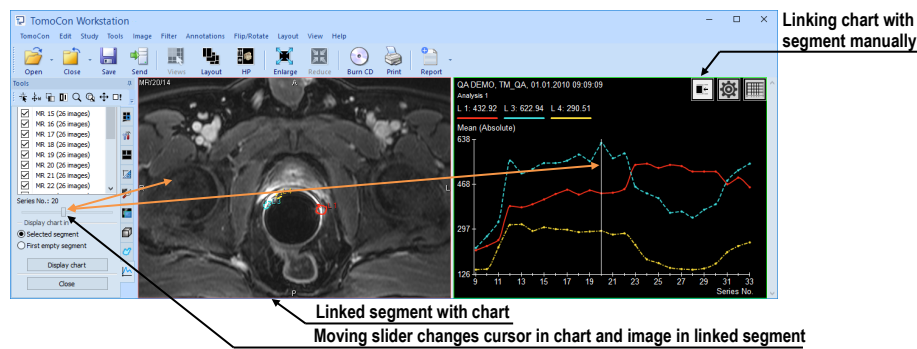 Linking chart with
segment manually
TomoCon Workstation
TomoCon Edit Study Tools Image Filter Annotations Flip/Rotate Layout View Help
Open Close Save Send Views Layout HP Enlarge Reduce Burn CD Print Report
Tools
MR 15 (26 images)
MR 16 (26 images)
MR 17 (26 images)
MR 18 (26 images)
MR 19 (26 images)
MR 20 (26 images)
MR 21 (26 images)
MR 22 (26 images)
Series No.: 20
Display chart in
Selected segment
First empty segment
Display chart
Close
MR/20/14
A
R
L
P
QA DEMO, TM_QA, 01.01.2010 09:09:09
Analysis 1
L 1: 432.92 L 3: 622.94 L 4: 290.51
Mean (Absolute)
638
468
297
126
9 11 13 15 17 19 21 23 25 27 29 31 33
Series No.
Linked segment with chart
Moving slider changes cursor in chart and image in linked segment